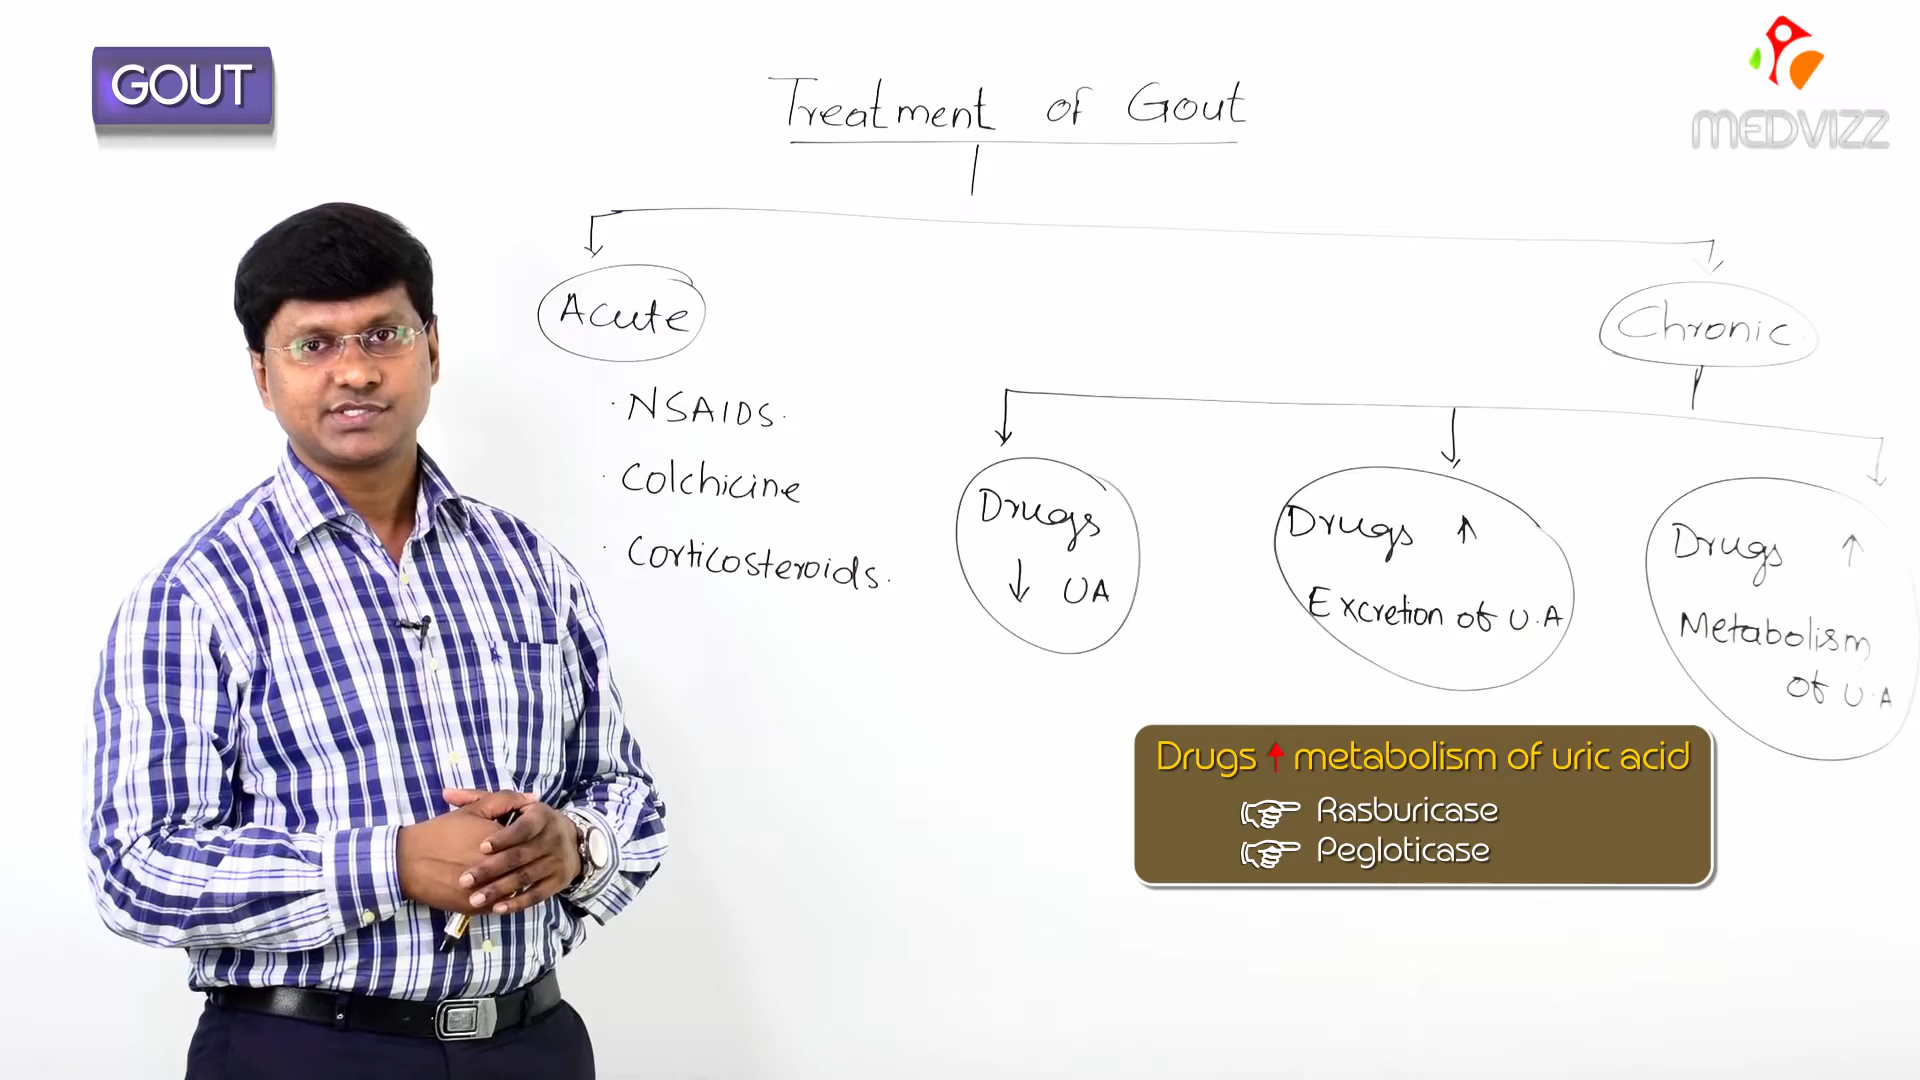 GOUT
MEDVIZZ
Treatment of Gout
Acute
Chronic
· NSAIDS.
· Colchicine
· Corticosteroids.
Drugs
↓ UA
Drugs ↑
Excretion of U.A
Drugs ↑
Metabolism
of U.A
Drugs ↑ metabolism of uric acid
Rasburicase
Pegloticase